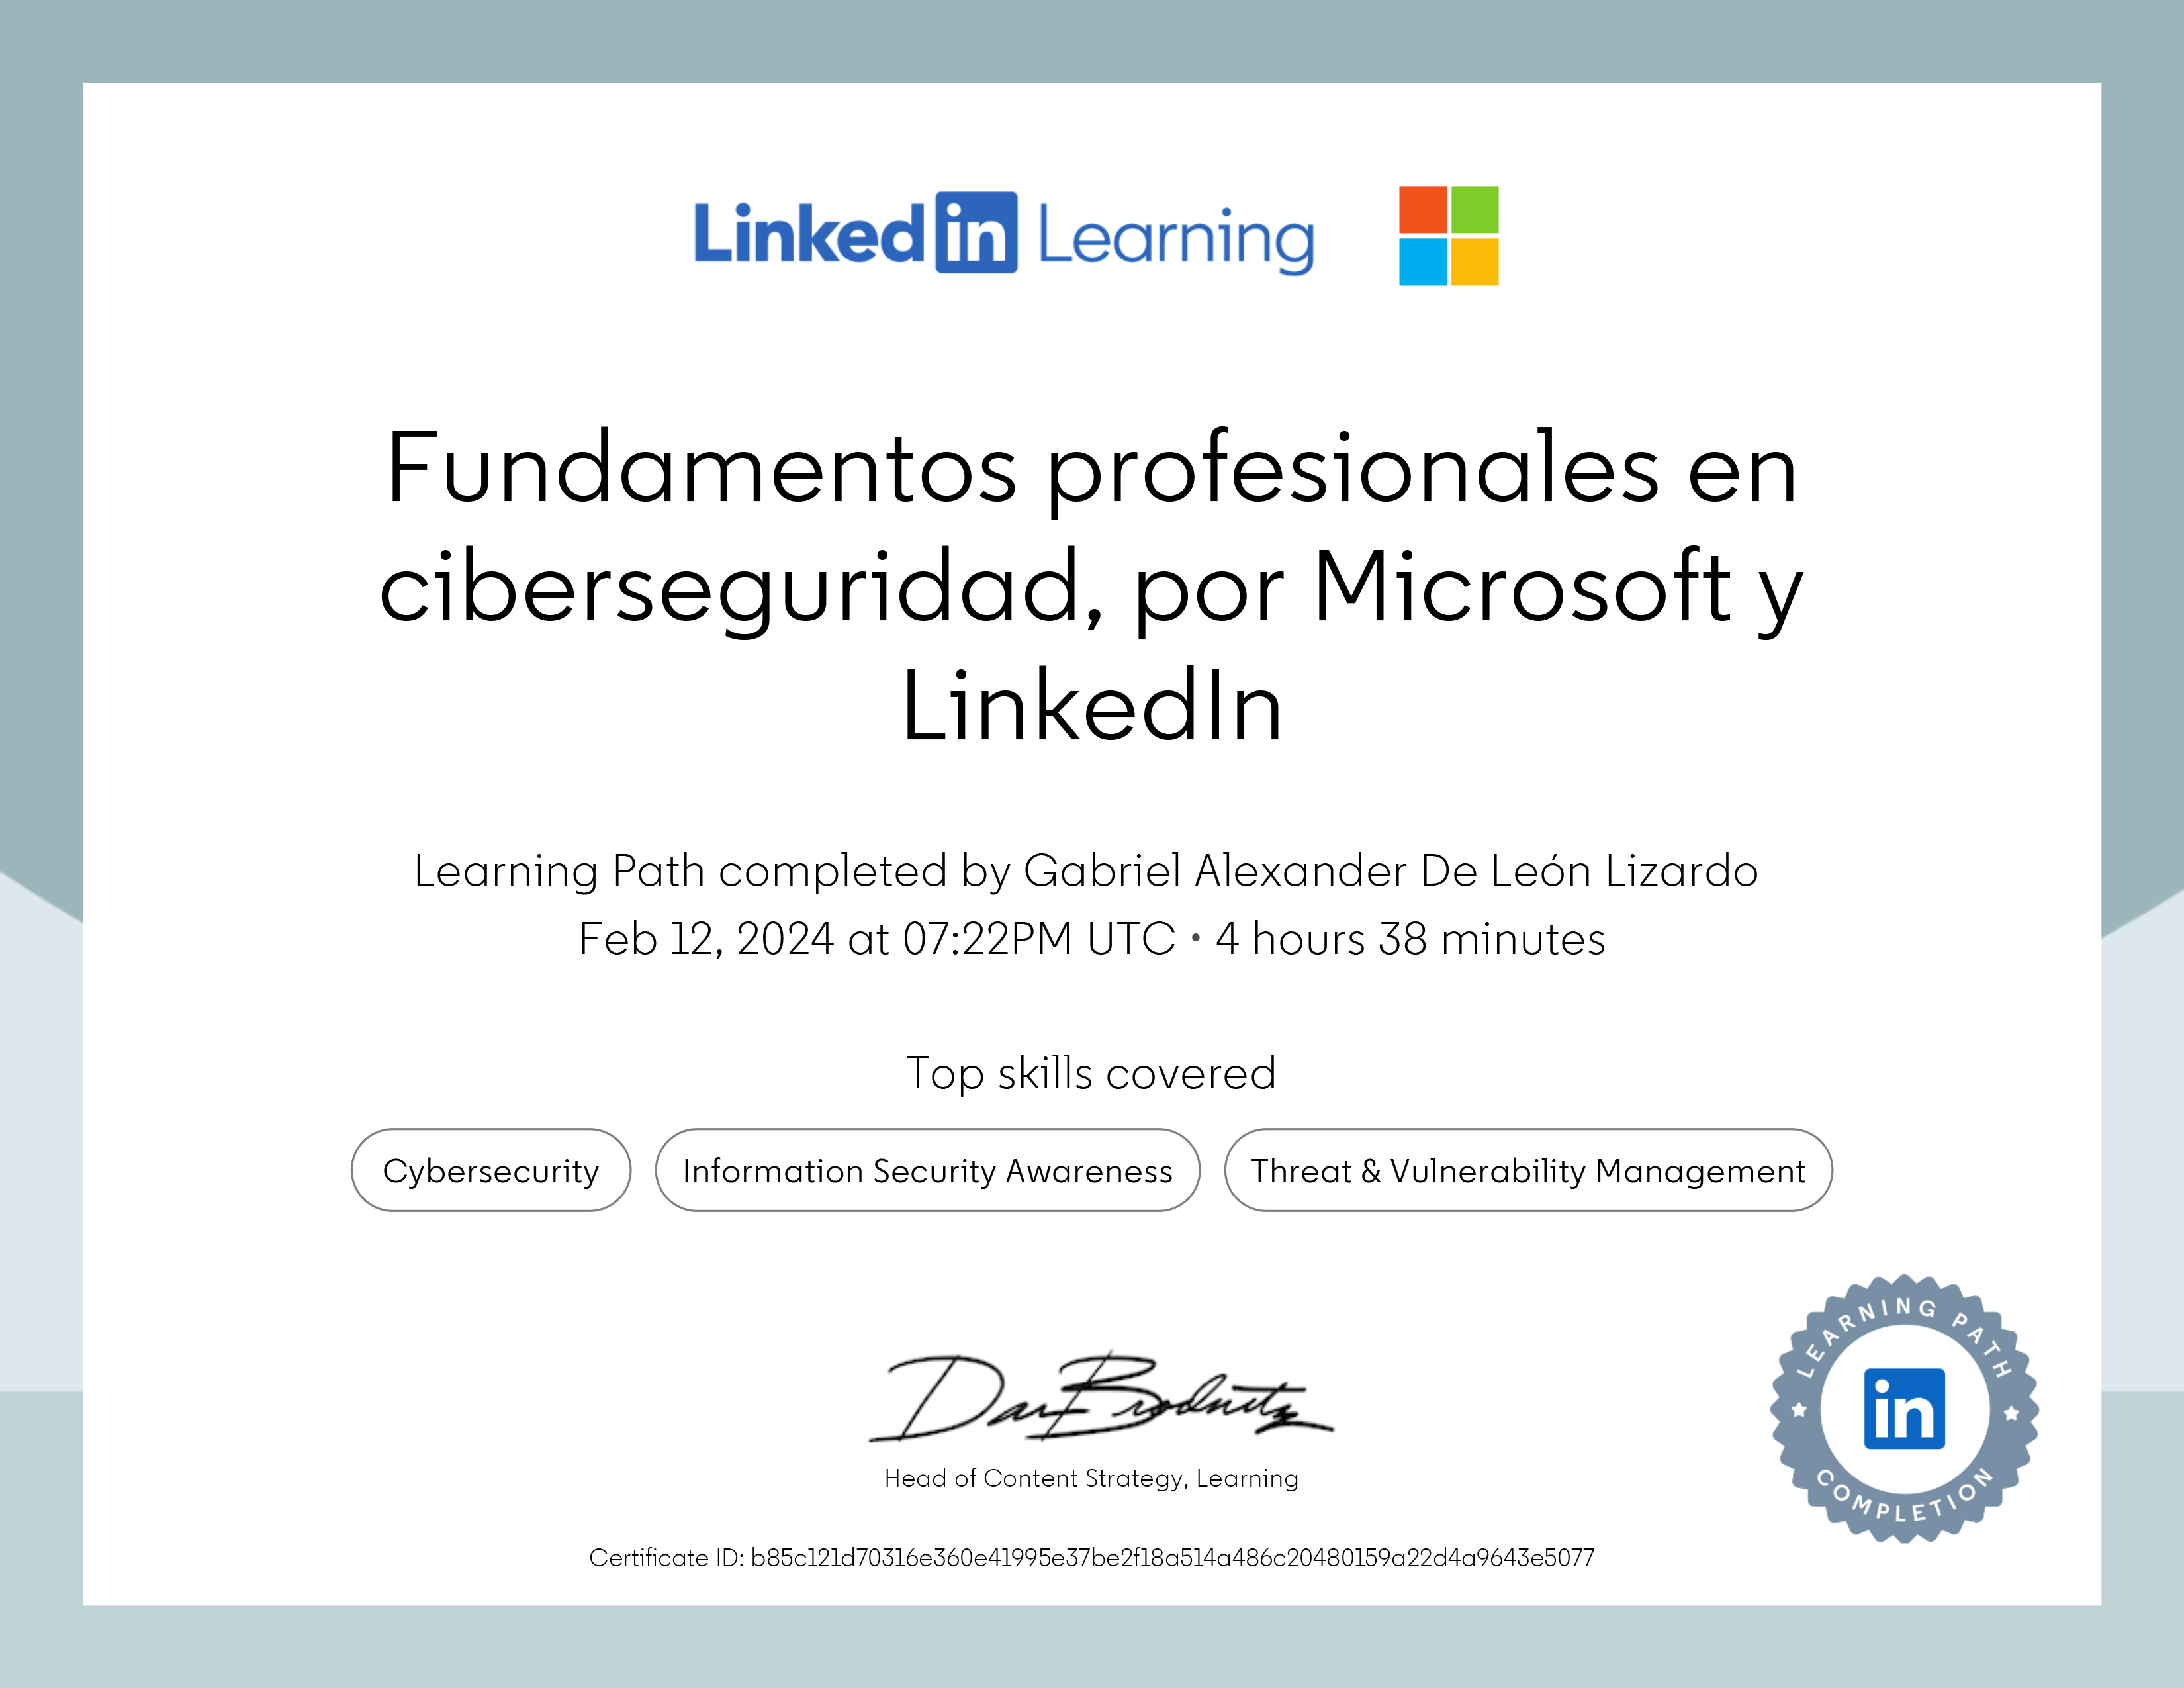 Linked in Learning
Fundamentos profesionales en
ciberseguridad, por Microsoft y
LinkedIn
Learning Path completed by Gabriel Alexander De León Lizardo
Feb 12, 2024 at 07:22PM UTC • 4 hours 38 minutes
Top skills covered
Cybersecurity
Information Security Awareness
Threat & Vulnerability Management
Dan Brodnitz
Head of Content Strategy, Learning
Certificate ID: b85c121d70316e360e41995e37be2f18a514a486c20480159a22d4a9643e5077
LEARNING PATH
in
COMPLETION